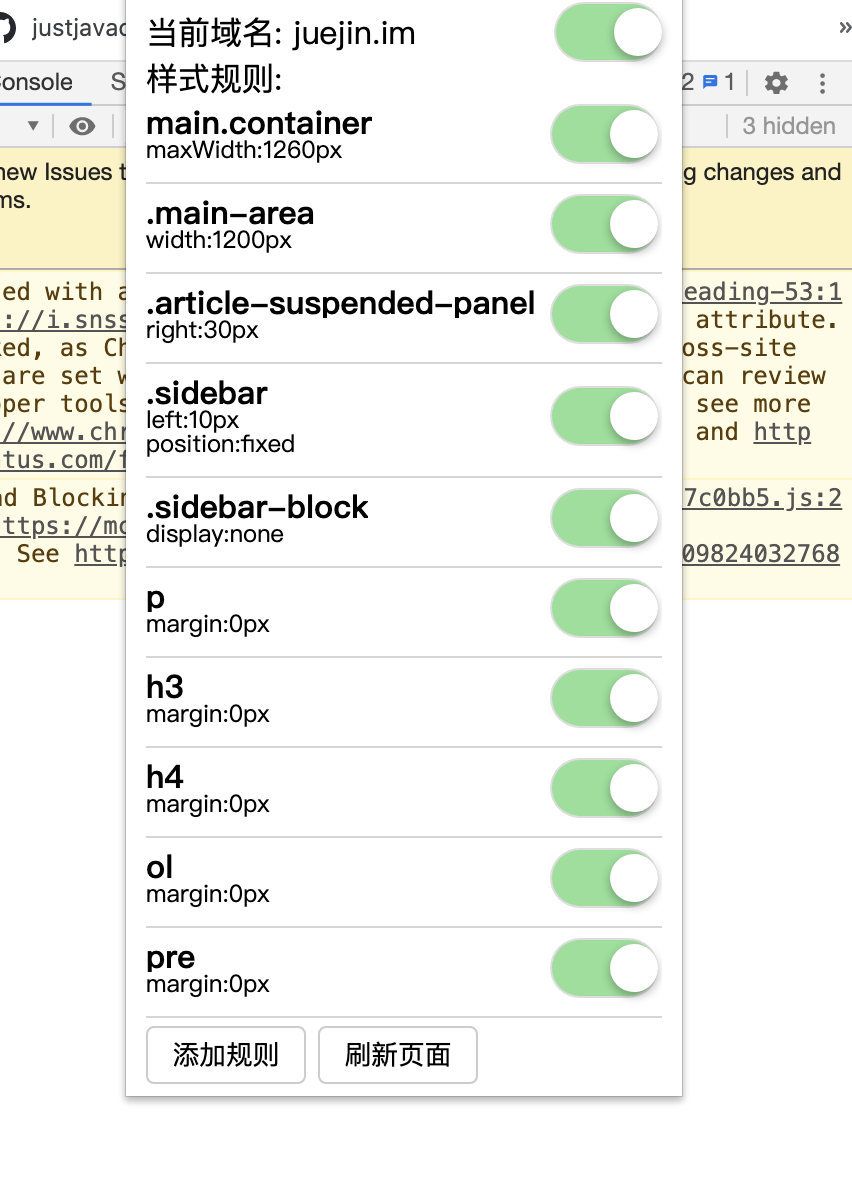 justjavac
当前域名: juejin.im
»
onsole
S
2
1
样式规则:
3 hidden
main.container
maxWidth:1260px
new Issues t
g changes and
ms.
.main-area
width:1200px
ed with a
eading-53:1
.article-suspended-panel
://i.snss
attribute.
right:30px
ked, as Ch
oss-site
are set w
can review
.sidebar
oper tools
see more
left:10px
//www.chr
and http
position:fixed
tus.com/f
nd Blockin
7c0bb5.js:2
.sidebar-block
ttps://mc
display:none
See http
09824032768
p
margin:0px
h3
margin:0px
h4
margin:0px
ol
margin:0px
pre
margin:0px
添加规则
刷新页面